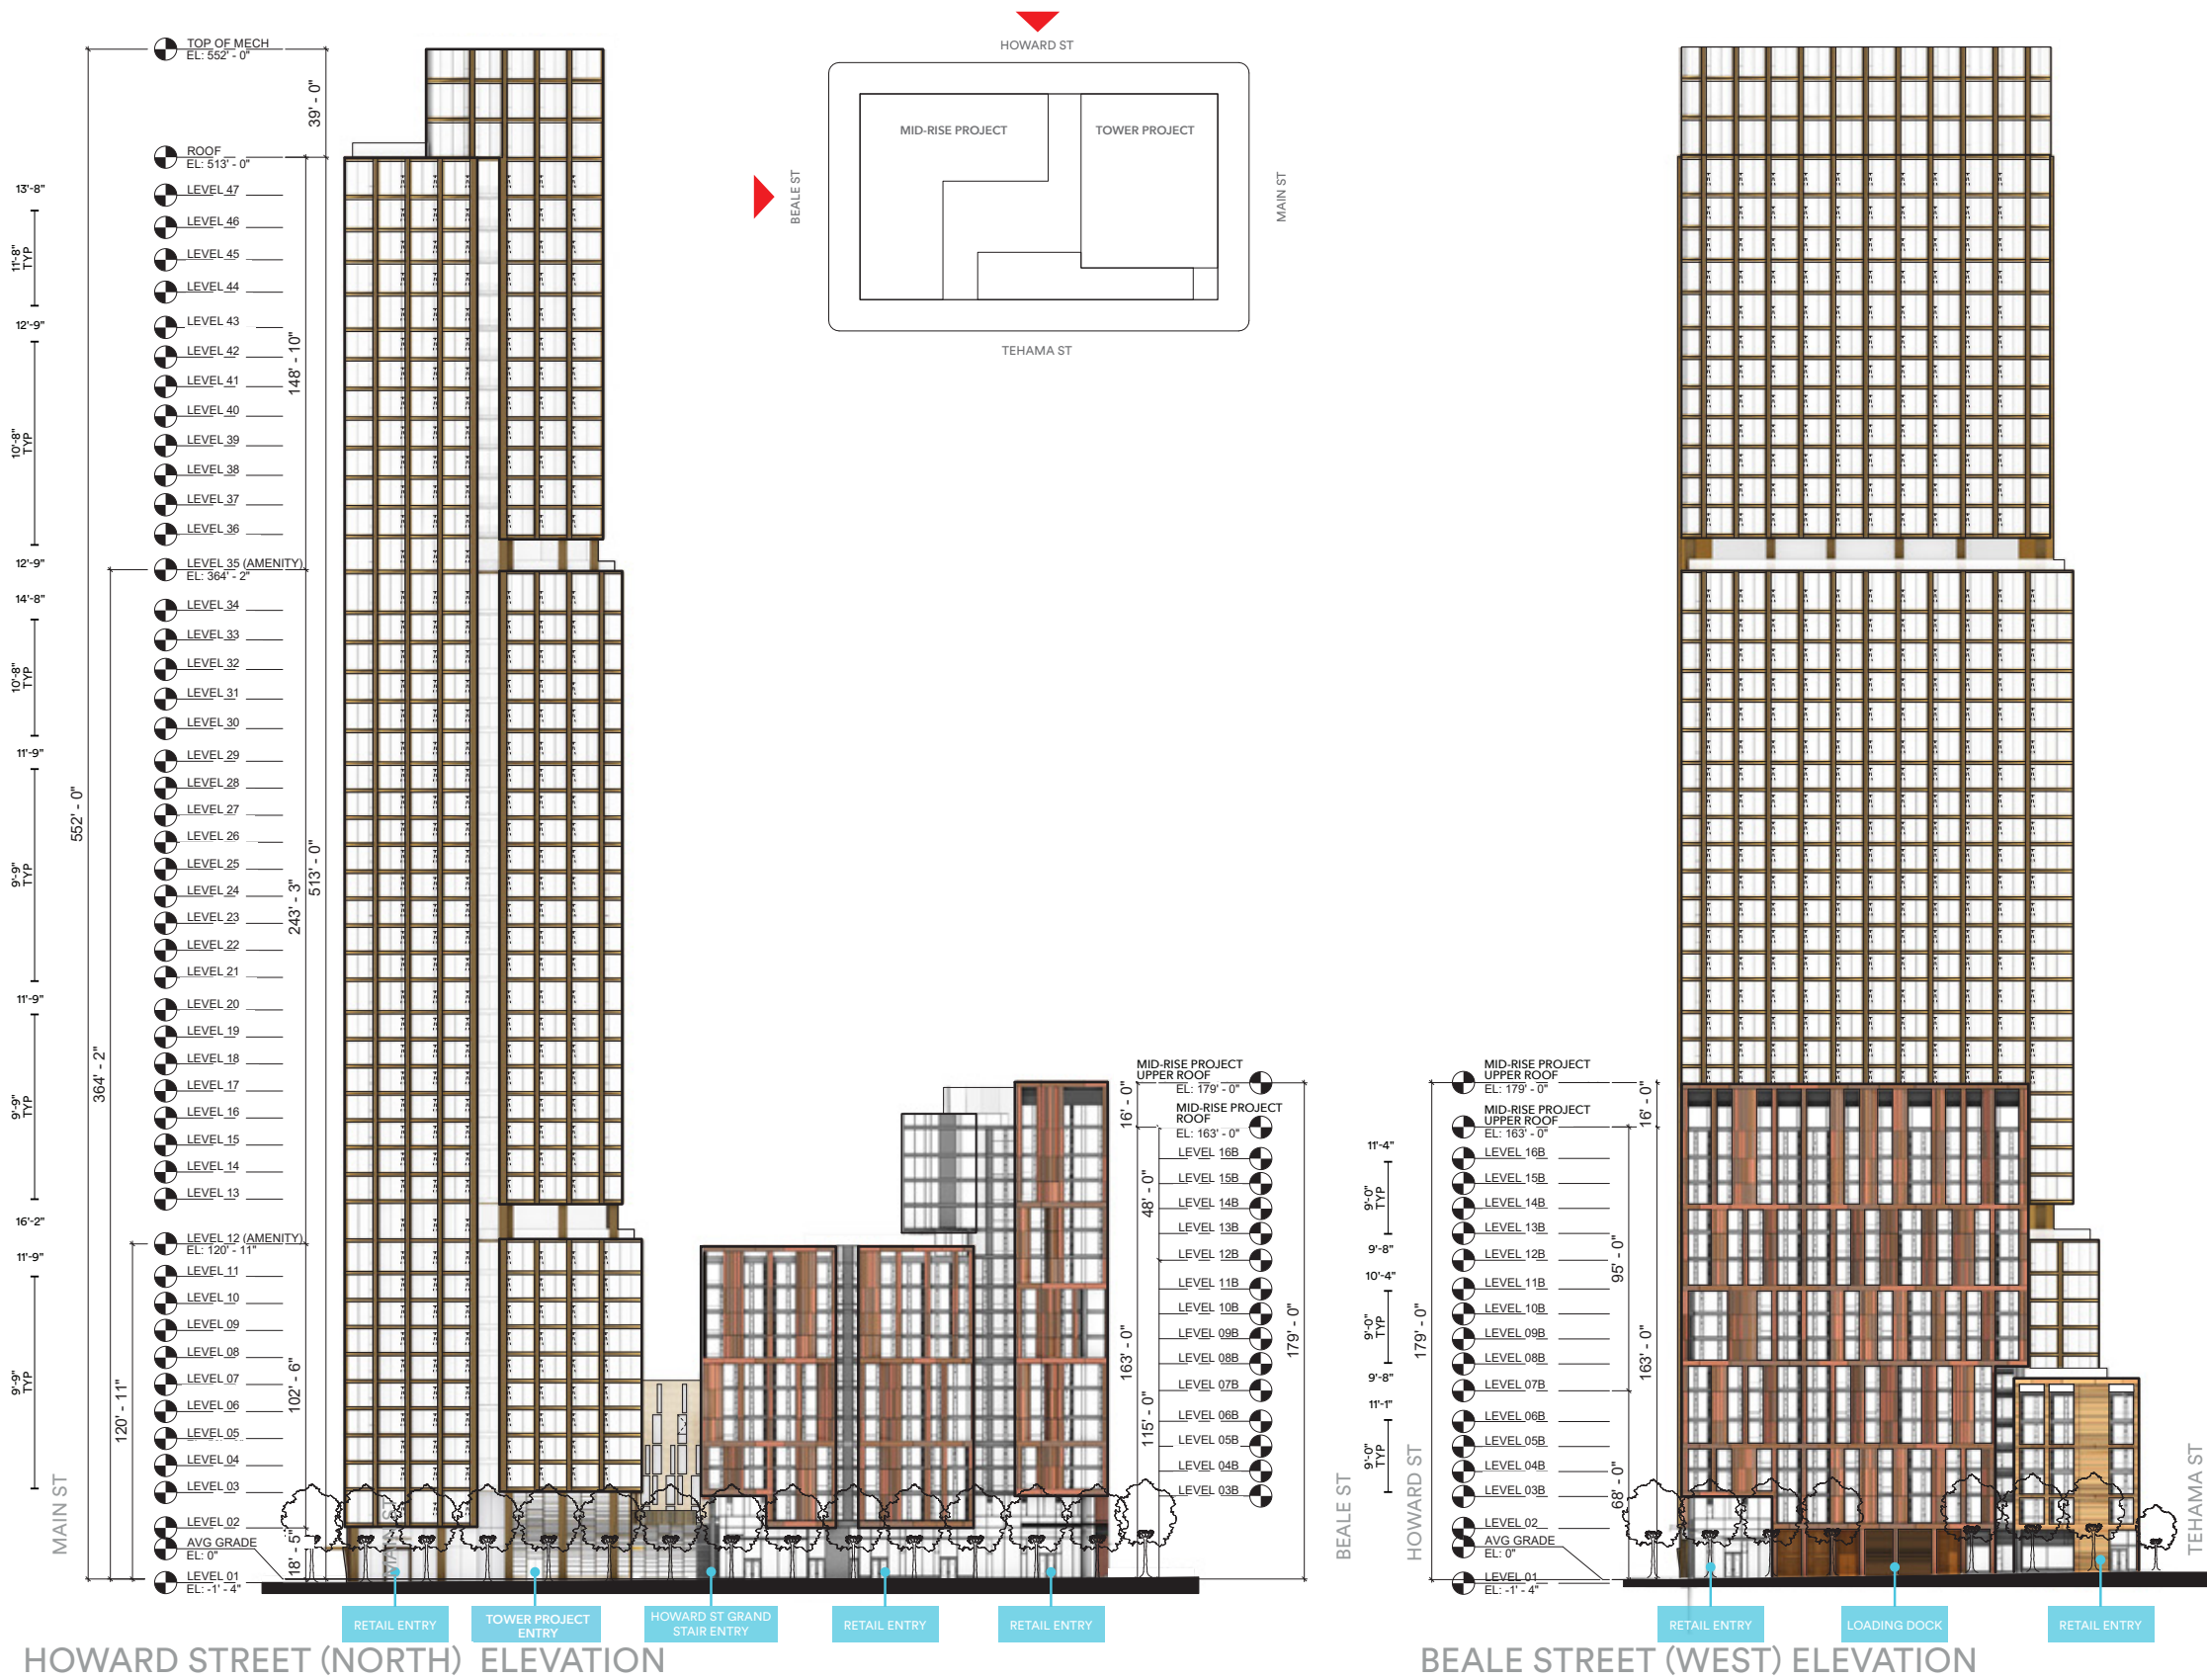 HOWARD ST
MID-RISE PROJECT
TOWER PROJECT
BEALE ST
MAIN ST
TEHAMA ST
TOP OF MECH
EL: 552' - 0"
ROOF
EL: 513' - 0"
LEVEL 47
LEVEL 46
LEVEL 45
LEVEL 44
LEVEL 43
LEVEL 42
LEVEL 41
LEVEL 40
LEVEL 39
LEVEL 38
LEVEL 37
LEVEL 36
LEVEL 35 (AMENITY)
EL: 364' - 2"
LEVEL 34
LEVEL 33
LEVEL 32
LEVEL 31
LEVEL 30
LEVEL 29
LEVEL 28
LEVEL 27
LEVEL 26
LEVEL 25
LEVEL 24
LEVEL 23
LEVEL 22
LEVEL 21
LEVEL 20
LEVEL 19
LEVEL 18
LEVEL 17
LEVEL 16
LEVEL 15
LEVEL 14
LEVEL 13
LEVEL 12 (AMENITY)
EL: 120' - 11"
LEVEL 11
LEVEL 10
LEVEL 09
LEVEL 08
LEVEL 07
LEVEL 06
LEVEL 05
LEVEL 04
LEVEL 03
LEVEL 02
AVG GRADE
EL: 0"
LEVEL 01
EL: -1' - 4"
13'-8"
11'-8"
TYP
12'-9"
10'-8"
TYP
12'-9"
14'-8"
10'-8"
TYP
11'-9"
9'-9"
TYP
11'-9"
9'-9"
TYP
16'-2"
11'-9"
9'-9"
TYP
552' - 0"
364' - 2"
120' - 11"
39' - 0"
148' - 10"
513' - 0"
243' - 3"
102' - 6"
18' - 5"
MAIN ST
MID-RISE PROJECT
UPPER ROOF
EL: 179' - 0"
MID-RISE PROJECT
ROOF
EL: 163' - 0"
LEVEL 16B
LEVEL 15B
LEVEL 14B
LEVEL 13B
LEVEL 12B
LEVEL 11B
LEVEL 10B
LEVEL 09B
LEVEL 08B
LEVEL 07B
LEVEL 06B
LEVEL 05B
LEVEL 04B
LEVEL 03B
16' - 0"
48' - 0"
163' - 0"
115' - 0"
179' - 0"
BEALE ST
RETAIL ENTRY
TOWER PROJECT
ENTRY
HOWARD ST GRAND
STAIR ENTRY
RETAIL ENTRY
RETAIL ENTRY
HOWARD STREET (NORTH) ELEVATION
MID-RISE PROJECT
UPPER ROOF
EL: 179' - 0"
MID-RISE PROJECT
UPPER ROOF
EL: 163' - 0"
LEVEL 16B
LEVEL 15B
LEVEL 14B
LEVEL 13B
LEVEL 12B
LEVEL 11B
LEVEL 10B
LEVEL 09B
LEVEL 08B
LEVEL 07B
LEVEL 06B
LEVEL 05B
LEVEL 04B
LEVEL 03B
LEVEL 02
AVG GRADE
EL: 0"
LEVEL 01
EL: -1' - 4"
11'-4"
9'-0"
TYP
9'-8"
10'-4"
9'-0"
TYP
9'-8"
11'-1"
9'-0"
TYP
179' - 0"
16' - 0"
95' - 0"
163' - 0"
68' - 0"
HOWARD ST
TEHAMA ST
RETAIL ENTRY
LOADING DOCK
RETAIL ENTRY
BEALE STREET (WEST) ELEVATION